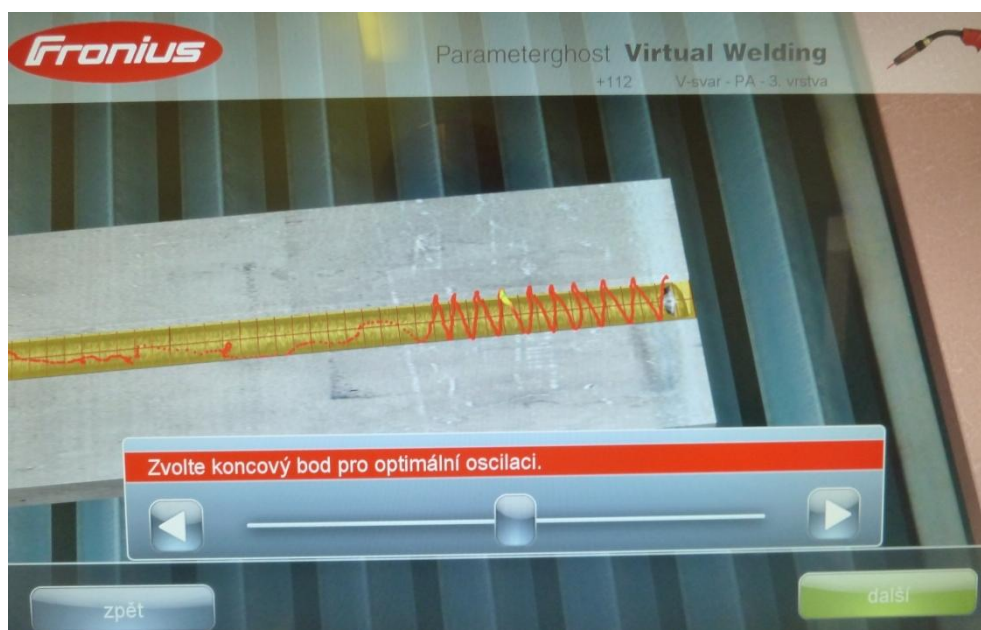 Fronius
Parameterghost Virtual Welding
+112 V-svar - PA - 3. vrstva
Zvolte koncový bod pro optimální oscilaci.
zpět
další